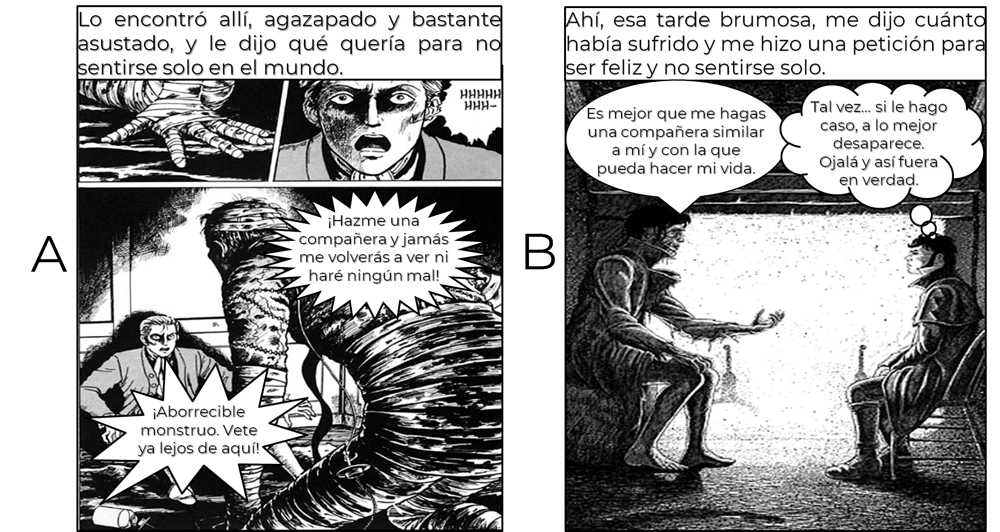 A
Lo encontró allí, agazapado y bastante
asustado, y le dijo qué quería para no
sentirse solo en el mundo.
HHHHH
HHH-
¡Hazme una
compañera y jamás
me volverás a ver ni
haré ningún mal!
¡Aborrecible
monstruo. Vete
ya lejos de aquí!
B
Ahí, esa tarde brumosa, me dijo cuánto
había sufrido y me hizo una petición para
ser feliz y no sentirse solo.
Es mejor que me hagas
una compañera similar
a mí y con la que
pueda hacer mi vida.
Tal vez... si le hago
caso, a lo mejor
desaparece.
Ojalá y así fuera
en verdad.